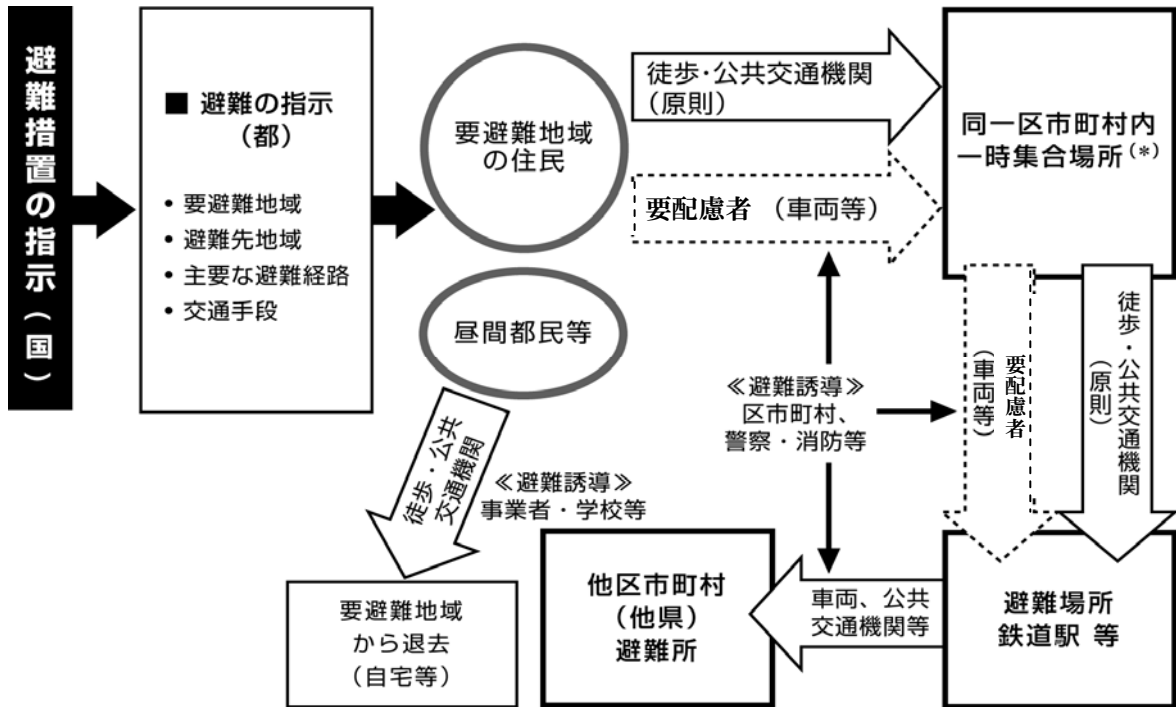 避難措置の指示（国）
■ 避難の指示
（都）
• 要避難地域
• 避難先地域
• 主要な避難経路
• 交通手段
要避難地域
の住民
昼間都民等
徒歩・公共交通機関
（原則）
要配慮者（車両等）
同一区市町村内
一時集合場所(*)
要配慮者
（車両等）
徒歩・公共交通機関
（原則）
≪避難誘導≫
区市町村、
警察・消防等
徒歩・公共
交通機関
≪避難誘導≫
事業者・学校等
要避難地域
から退去
（自宅等）
他区市町村
（他県）
避難所
車両、公共
交通機関等
避難場所
鉄道駅 等